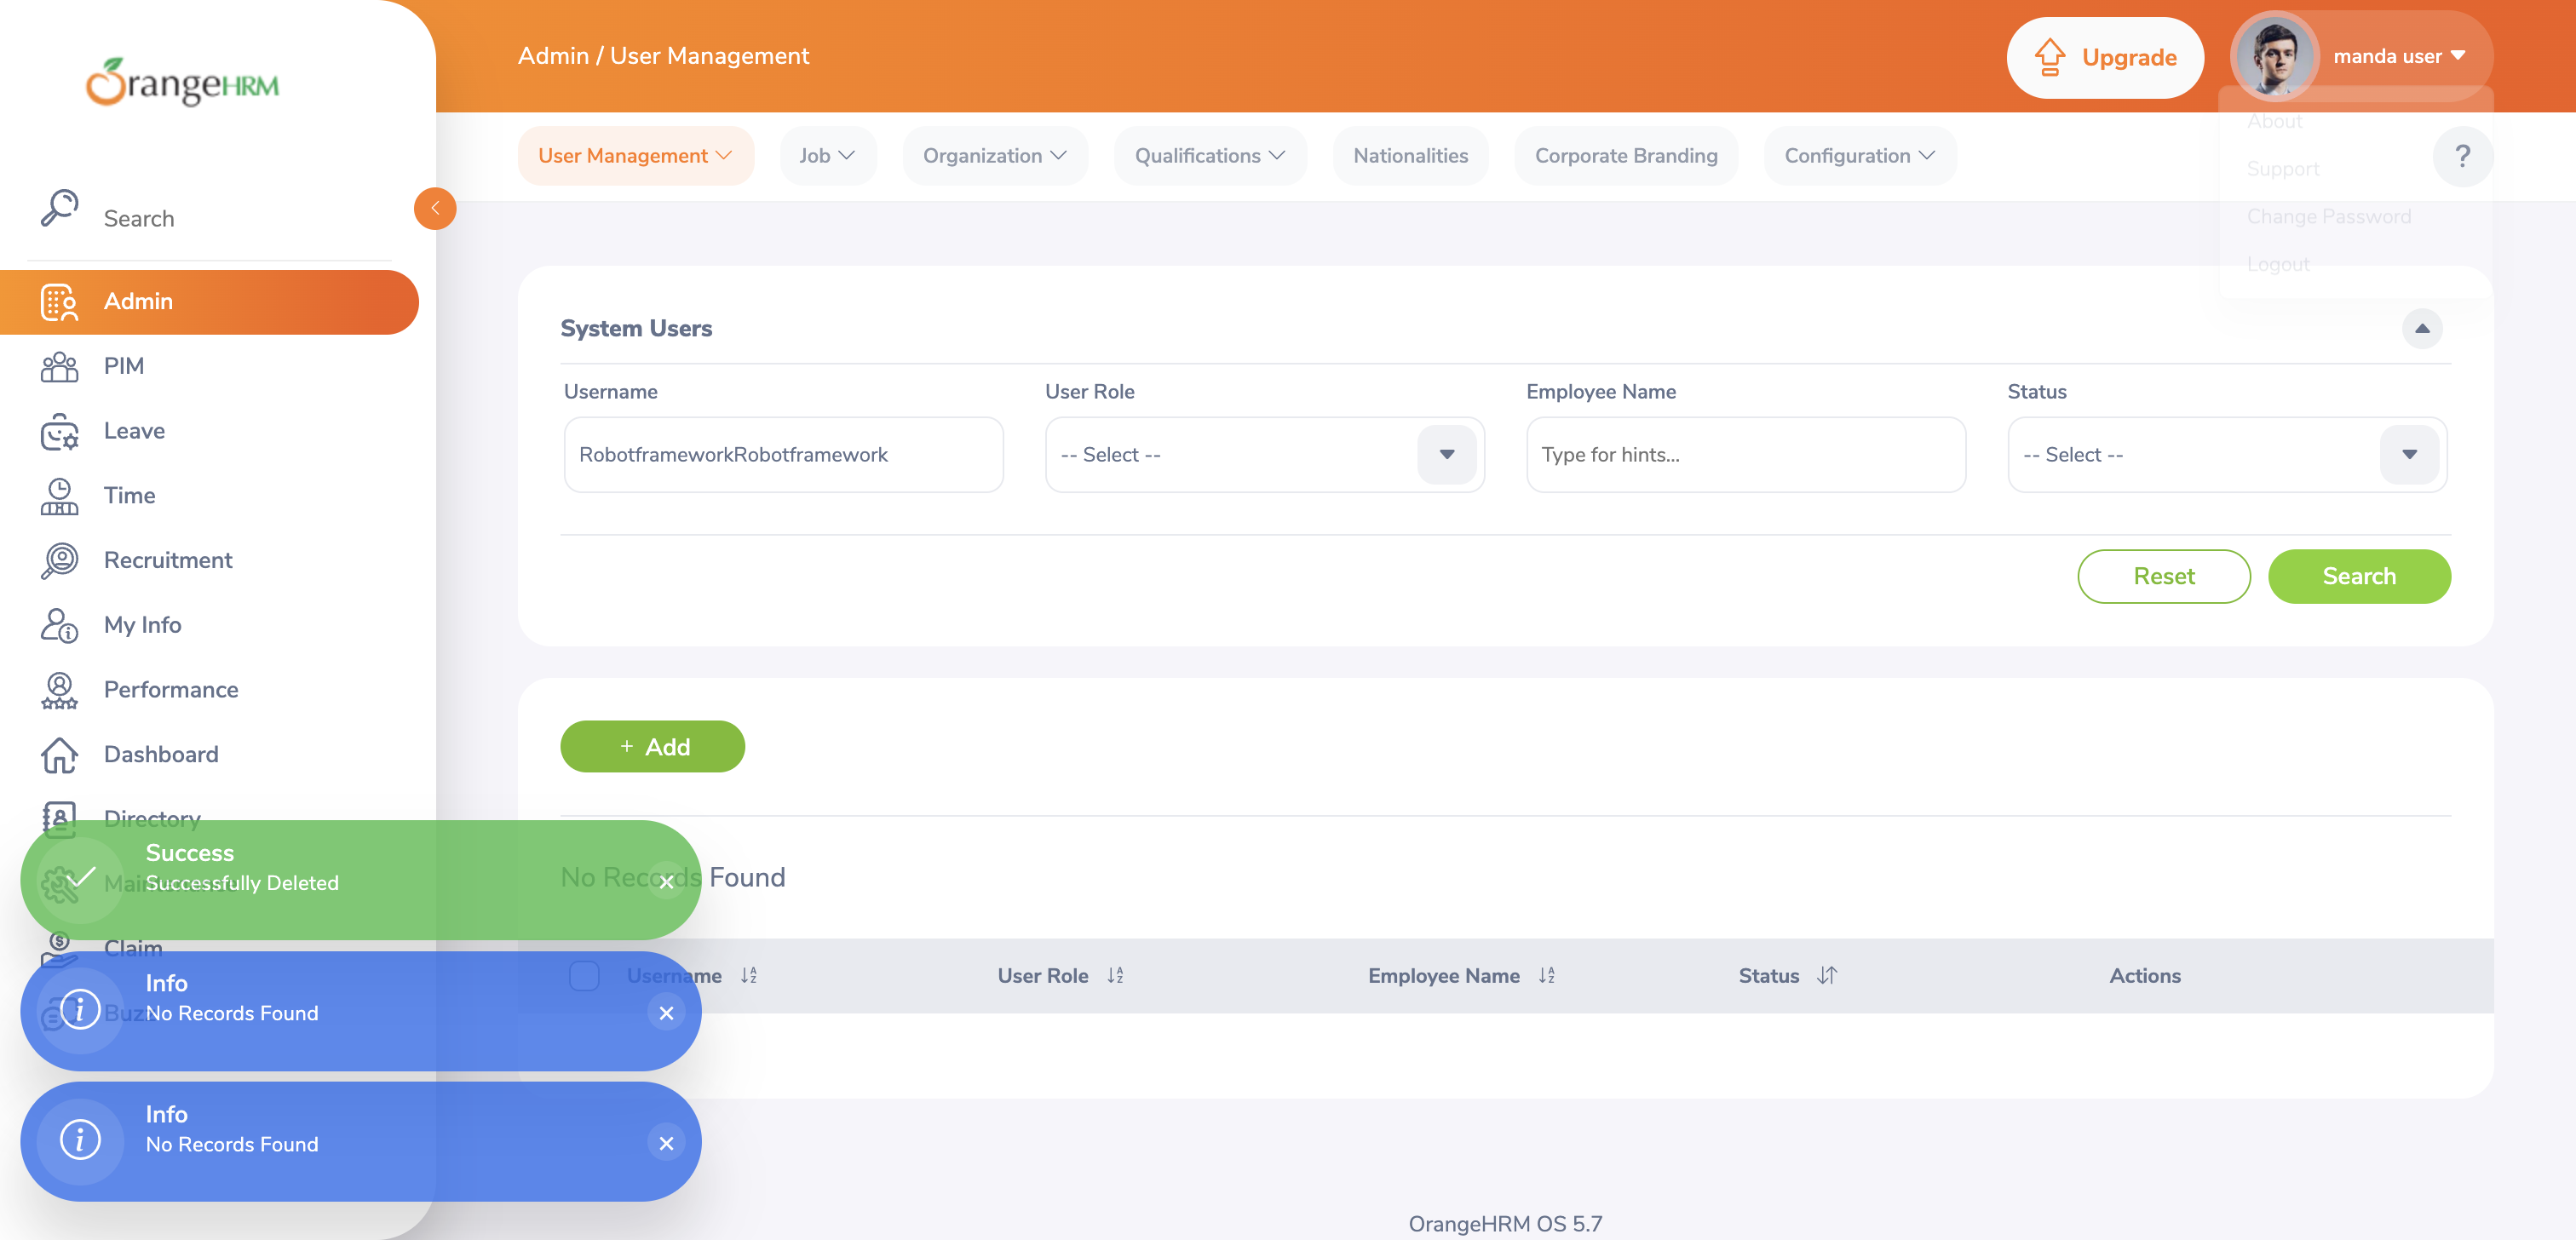 OrangeHRM
Admin / User Management
Upgrade
manda user
User Management
Job
Organization
Qualifications
Nationalities
Corporate Branding
Configuration
?
About
Support
Change Password
Logout
Search
Admin
PIM
Leave
Time
Recruitment
My Info
Performance
Dashboard
Directory
Claim
System Users
Username
User Role
Employee Name
Status
RobotframeworkRobotframework
-- Select --
Type for hints...
-- Select --
Reset
Search
+ Add
No Records Found
Username
User Role
Employee Name
Status
Actions
Success
Successfully Deleted
Info
No Records Found
Info
No Records Found
OrangeHRM OS 5.7